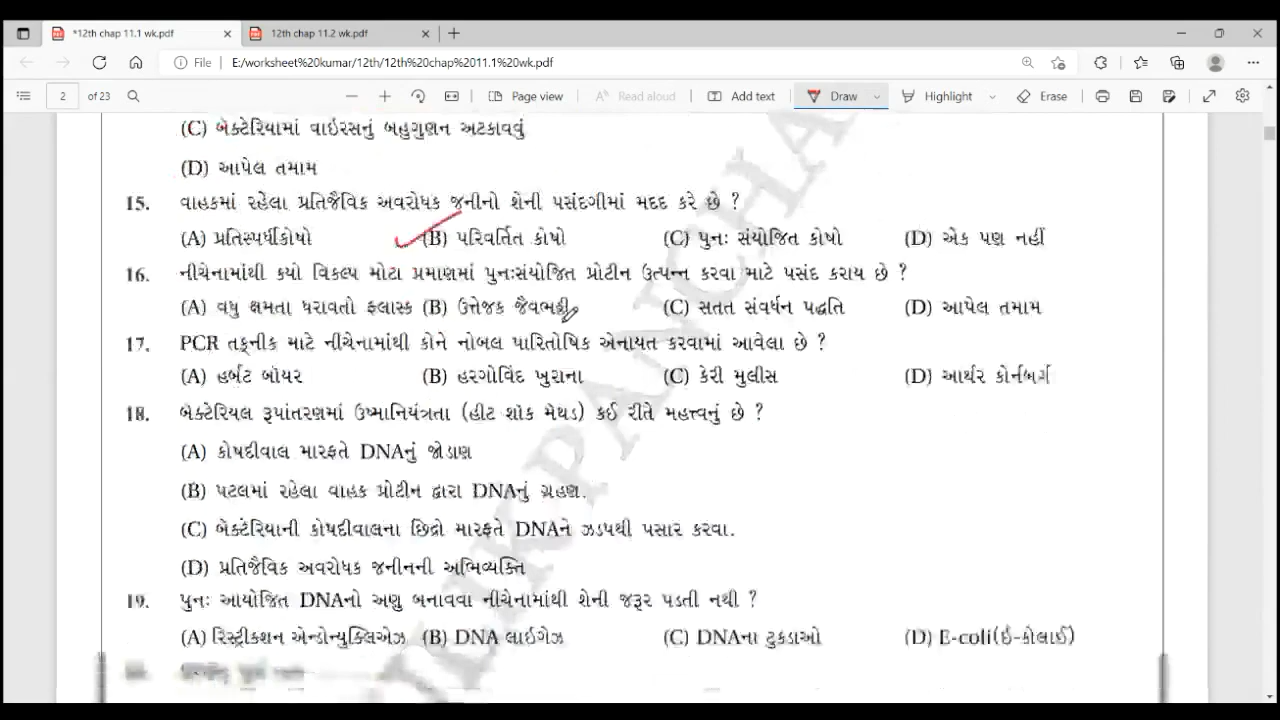 *12th chap 11.1 wk.pdf
12th chap 11.2 wk.pdf
File E:/worksheet%20kumar/12th/12th%20chap%2011.1%20wk.pdf
2 of 23 Page view Read aloud Add text Draw Highlight Erase
(C) બેક્ટેરિયામાં વાઇરસનું બહુગુણન અટકાવવું
(D) આપેલ તમામ
15. વાહકમાં રહેલા પ્રતિજૈવિક અવરોધક જનીનો શેની પસંદગીમાં મદદ કરે છે ?
(A) પ્રતિસ્પર્ધીકોષો (B) પરિવર્તિત કોષો (C) પુનઃ સંયોજિત કોષો (D) એક પણ નહીં
16. નીચેનામાંથી કયો વિકલ્પ મોટા પ્રમાણમાં પુનઃસંયોજિત પ્રોટીન ઉત્પન્ન કરવા માટે પસંદ કરાય છે ?
(A) વધુ ક્ષમતા ધરાવતો ફ્લાસ્ક (B) ઉત્તેજક જૈવભઠ્ઠી (C) સતત સંવર્ધન પદ્ધતિ (D) આપેલ તમામ
17. PCR તક્નીક માટે નીચેનામાંથી કોને નોબલ પારિતોષિક એનાયત કરવામાં આવેલા છે ?
(A) હર્બટ બૉયર (B) હરગોવિંદ ખુરાના (C) કેરી મુલીસ (D) આર્થર કોર્નબર્ગ
18. બેક્ટેરિયલ રૂપાંતરણમાં ઉષ્માનિયંત્રતા (હીટ શૉક મેથડ) કઈ રીતે મહત્ત્વનું છે ?
(A) કોષદીવાલ મારફતે DNAનું જોડાણ
(B) પટલમાં રહેલા વાહક પ્રોટીન દ્વારા DNAનું ગ્રહણ.
(C) બેક્ટેરિયાની કોષદીવાલના છિદ્રો મારફતે DNAને ઝડપથી પસાર કરવા.
(D) પ્રતિજૈવિક અવરોધક જનીનની અભિવ્યક્તિ
19. પુનઃ આયોજિત DNAનો અણુ બનાવવા નીચેનામાંથી શેની જરૂર પડતી નથી ?
(A) રિસ્ટ્રીકશન એન્ડોન્યુક્લિએઝ (B) DNA લાઇગેઝ (C) DNAના ટુકડાઓ (D) E-coli(ઇ-કોલાઈ)